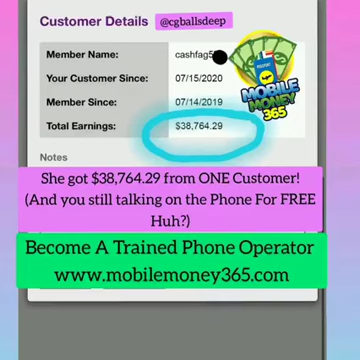 Customer Details @cgballsdeep
Member Name:
Your Customer Since: 07/15/2020
Member Since: 07/14/2019
Total Earnings: $38,764.29
MOBILE
MONEY
365
Notes
She got $38,764.29 from ONE Customer!
(And you still talking on the Phone For FREE
Huh?)
Become A Trained Phone Operator
www.mobilemoney365.com